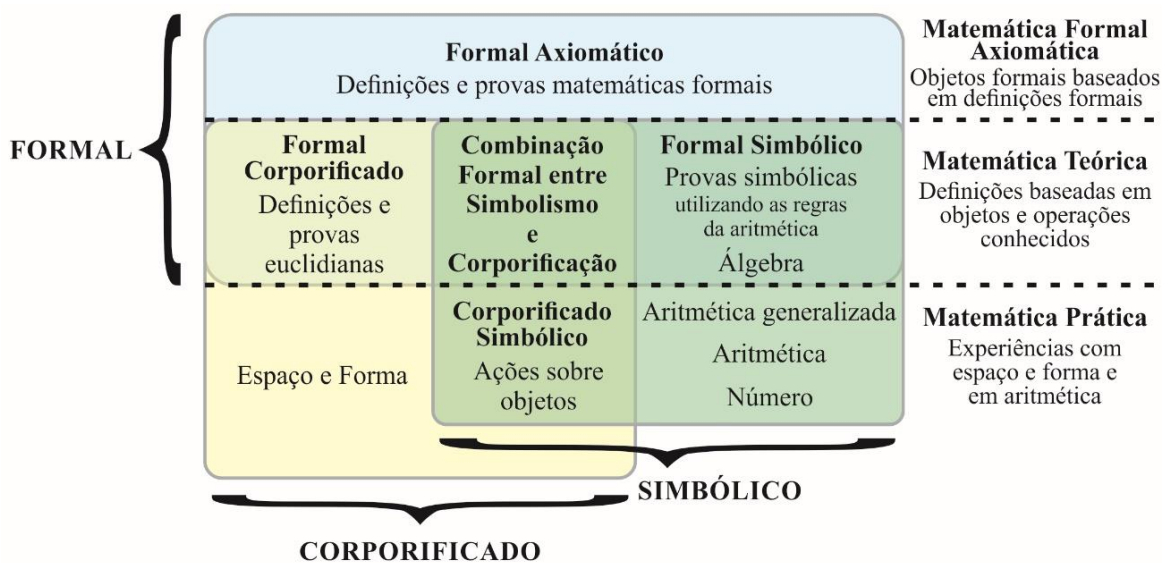 Formal Axiomático
Definições e provas matemáticas formais
Matemática Formal
Axiomática
Objetos formais baseados
em definições formais
FORMAL
Formal
Corporificado
Definições e
provas
euclidianas
Combinação
Formal entre
Simbolismo
e
Corporificação
Formal Simbólico
Provas simbólicas
utilizando as regras
da aritmética
Álgebra
Matemática Teórica
Definições baseadas em
objetos e operações
conhecidos
Espaço e Forma
Corporificado
Simbólico
Ações sobre
objetos
Aritmética generalizada
Aritmética
Número
Matemática Prática
Experiências com
espaço e forma e
em aritmética
SIMBÓLICO
CORPORIFICADO